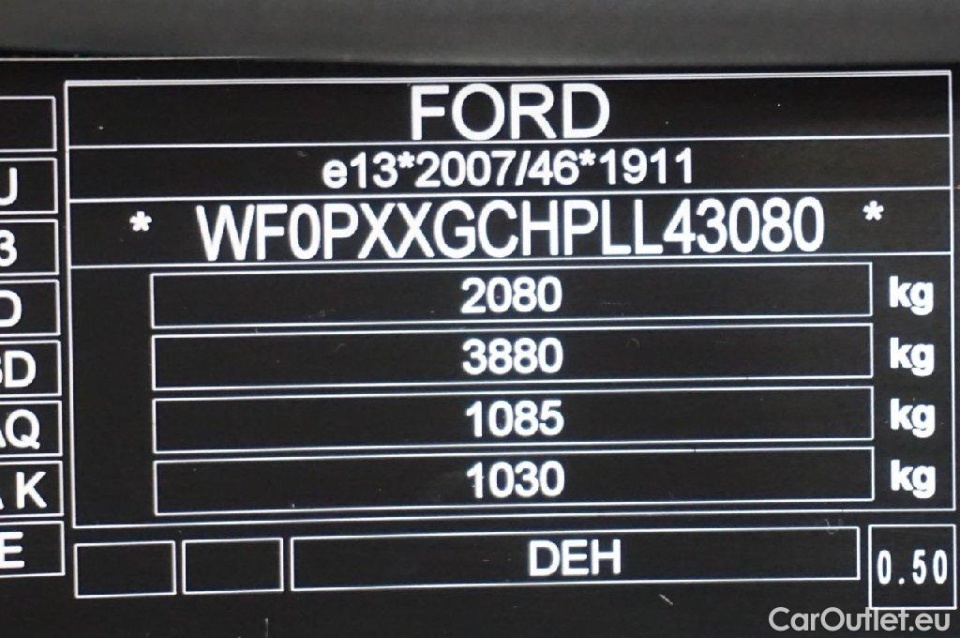 FORD
e13*2007/46*1911
* WF0PXXGCHPLL43080 *
2080 kg
3880 kg
1085 kg
1030 kg
DEH
0.50
J
3
D
D
Q
K
E
CarOutlet.eu